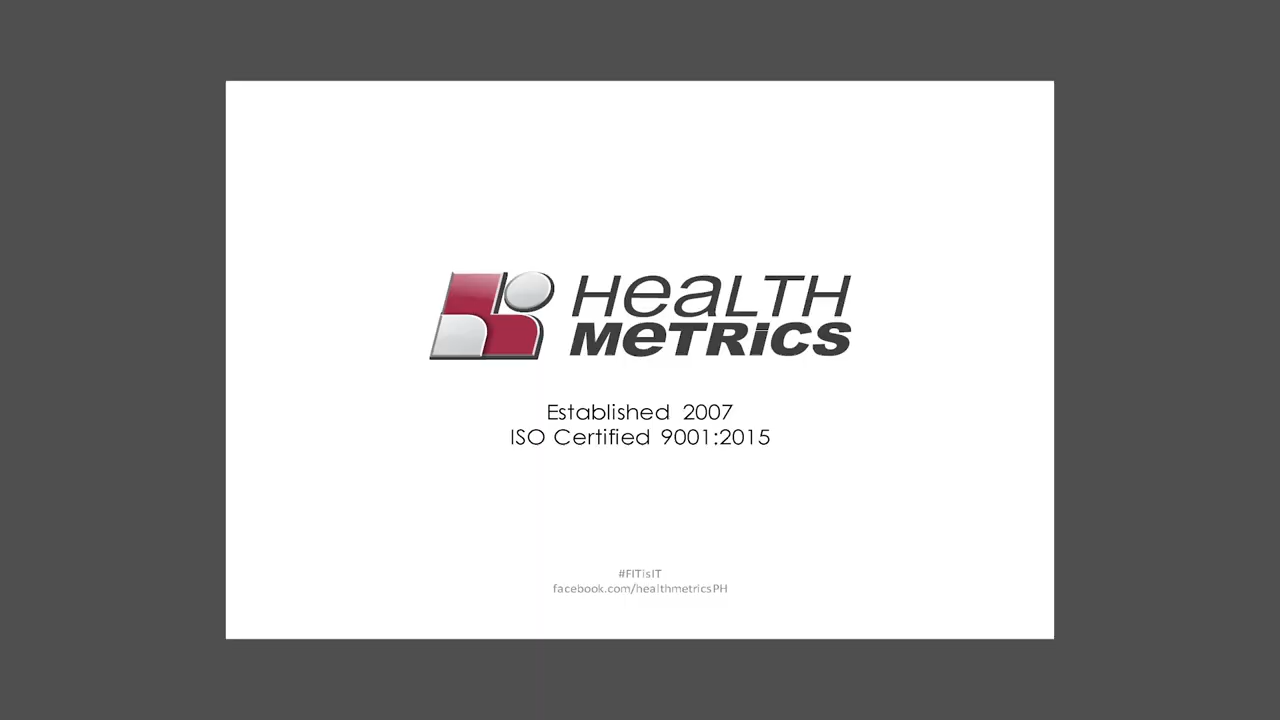 HeaLTH
MeTRiCS
Established 2007
ISO Certified 9001:2015
#FITisIT
facebook.com/healthmetricsPH